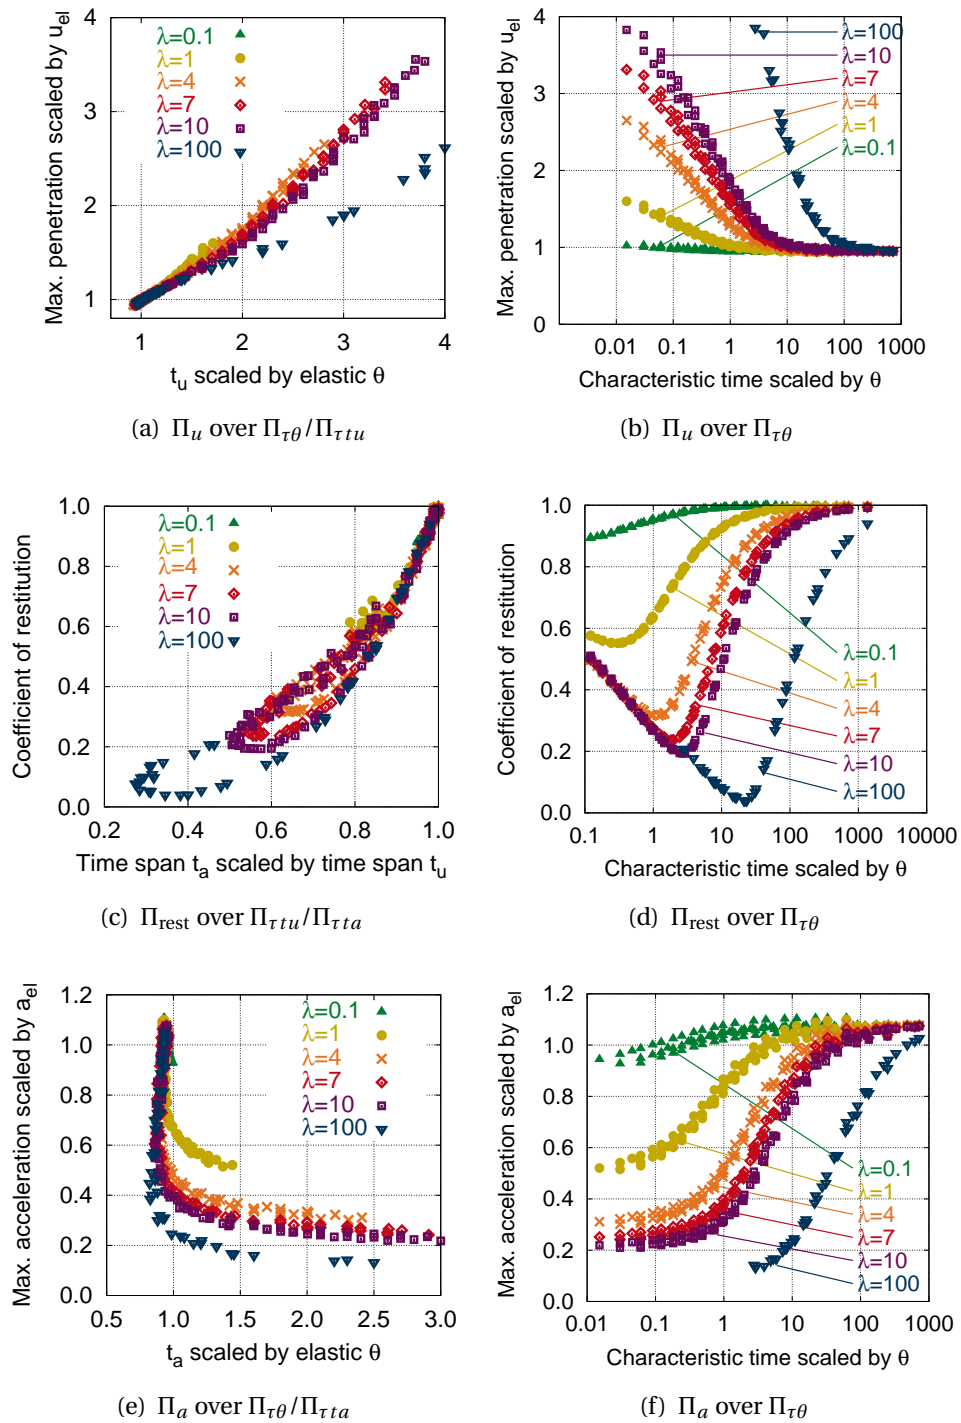 Max. penetration scaled by u_el
4
3
2
1
1
2
3
4
λ=0.1
λ=1
λ=4
λ=7
λ=10
λ=100
t_u scaled by elastic θ
(a) Π_u over Π_τθ/Π_τtu
Max. penetration scaled by u_el
4
3
2
1
0
0.01
0.1
1
10
100
1000
λ=100
λ=10
λ=7
λ=4
λ=1
λ=0.1
Characteristic time scaled by θ
(b) Π_u over Π_τθ
Coefficient of restitution
1.0
0.8
0.6
0.4
0.2
0.0
0.2
0.4
0.6
0.8
1.0
λ=0.1
λ=1
λ=4
λ=7
λ=10
λ=100
Time span t_a scaled by time span t_u
(c) Π_rest over Π_τtu/Π_τta
Coefficient of restitution
1.0
0.8
0.6
0.4
0.2
0.0
0.1
1
10
100
1000
10000
λ=0.1
λ=1
λ=4
λ=7
λ=10
λ=100
Characteristic time scaled by θ
(d) Π_rest over Π_τθ
Max. acceleration scaled by a_el
1.2
1.0
0.8
0.6
0.4
0.2
0.0
0.5
1.0
1.5
2.0
2.5
3.0
λ=0.1
λ=1
λ=4
λ=7
λ=10
λ=100
t_a scaled by elastic θ
(e) Π_a over Π_τθ/Π_τta
Max. acceleration scaled by a_el
1.2
1.0
0.8
0.6
0.4
0.2
0.0
0.01
0.1
1
10
100
1000
λ=0.1
λ=1
λ=4
λ=7
λ=10
λ=100
Characteristic time scaled by θ
(f) Π_a over Π_τθ